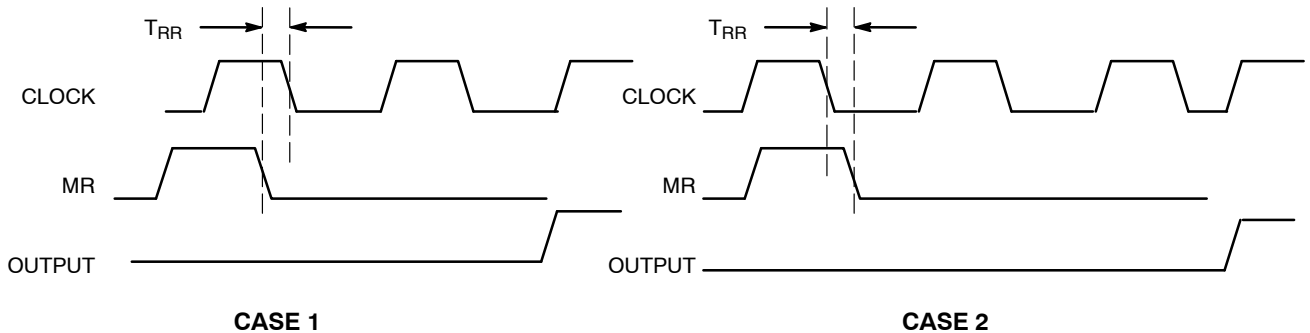 T_RR
CLOCK
MR
OUTPUT
CASE 1
T_RR
CLOCK
MR
OUTPUT
CASE 2